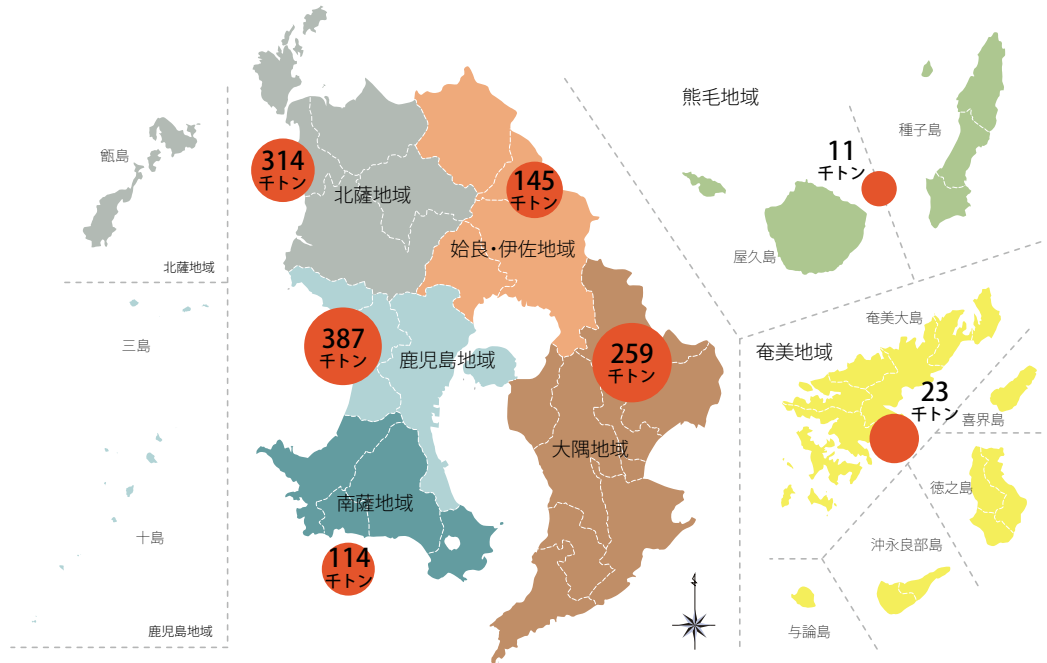 甑島
北薩地域
三島
十島
鹿児島地域
314
千トン
北薩地域
145
千トン
姶良・伊佐地域
387
千トン
鹿児島地域
259
千トン
大隅地域
南薩地域
114
千トン
熊毛地域
種子島
11
千トン
屋久島
奄美大島
奄美地域
23
千トン
喜界島
徳之島
沖永良部島
与論島